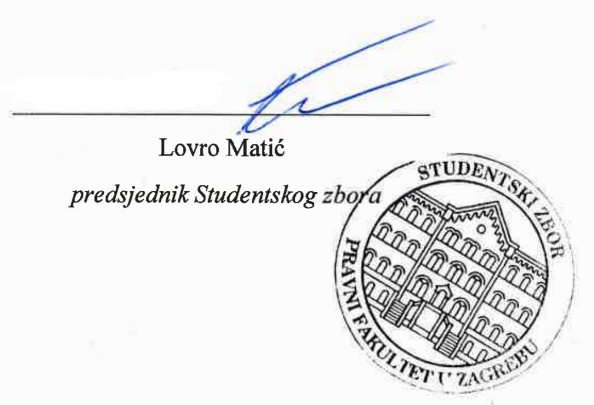 Lovro Matić
predsjednik Studentskog zbora
STUDENTSKI ZBOR
PRAVNI FAKULTET U ZAGREBU